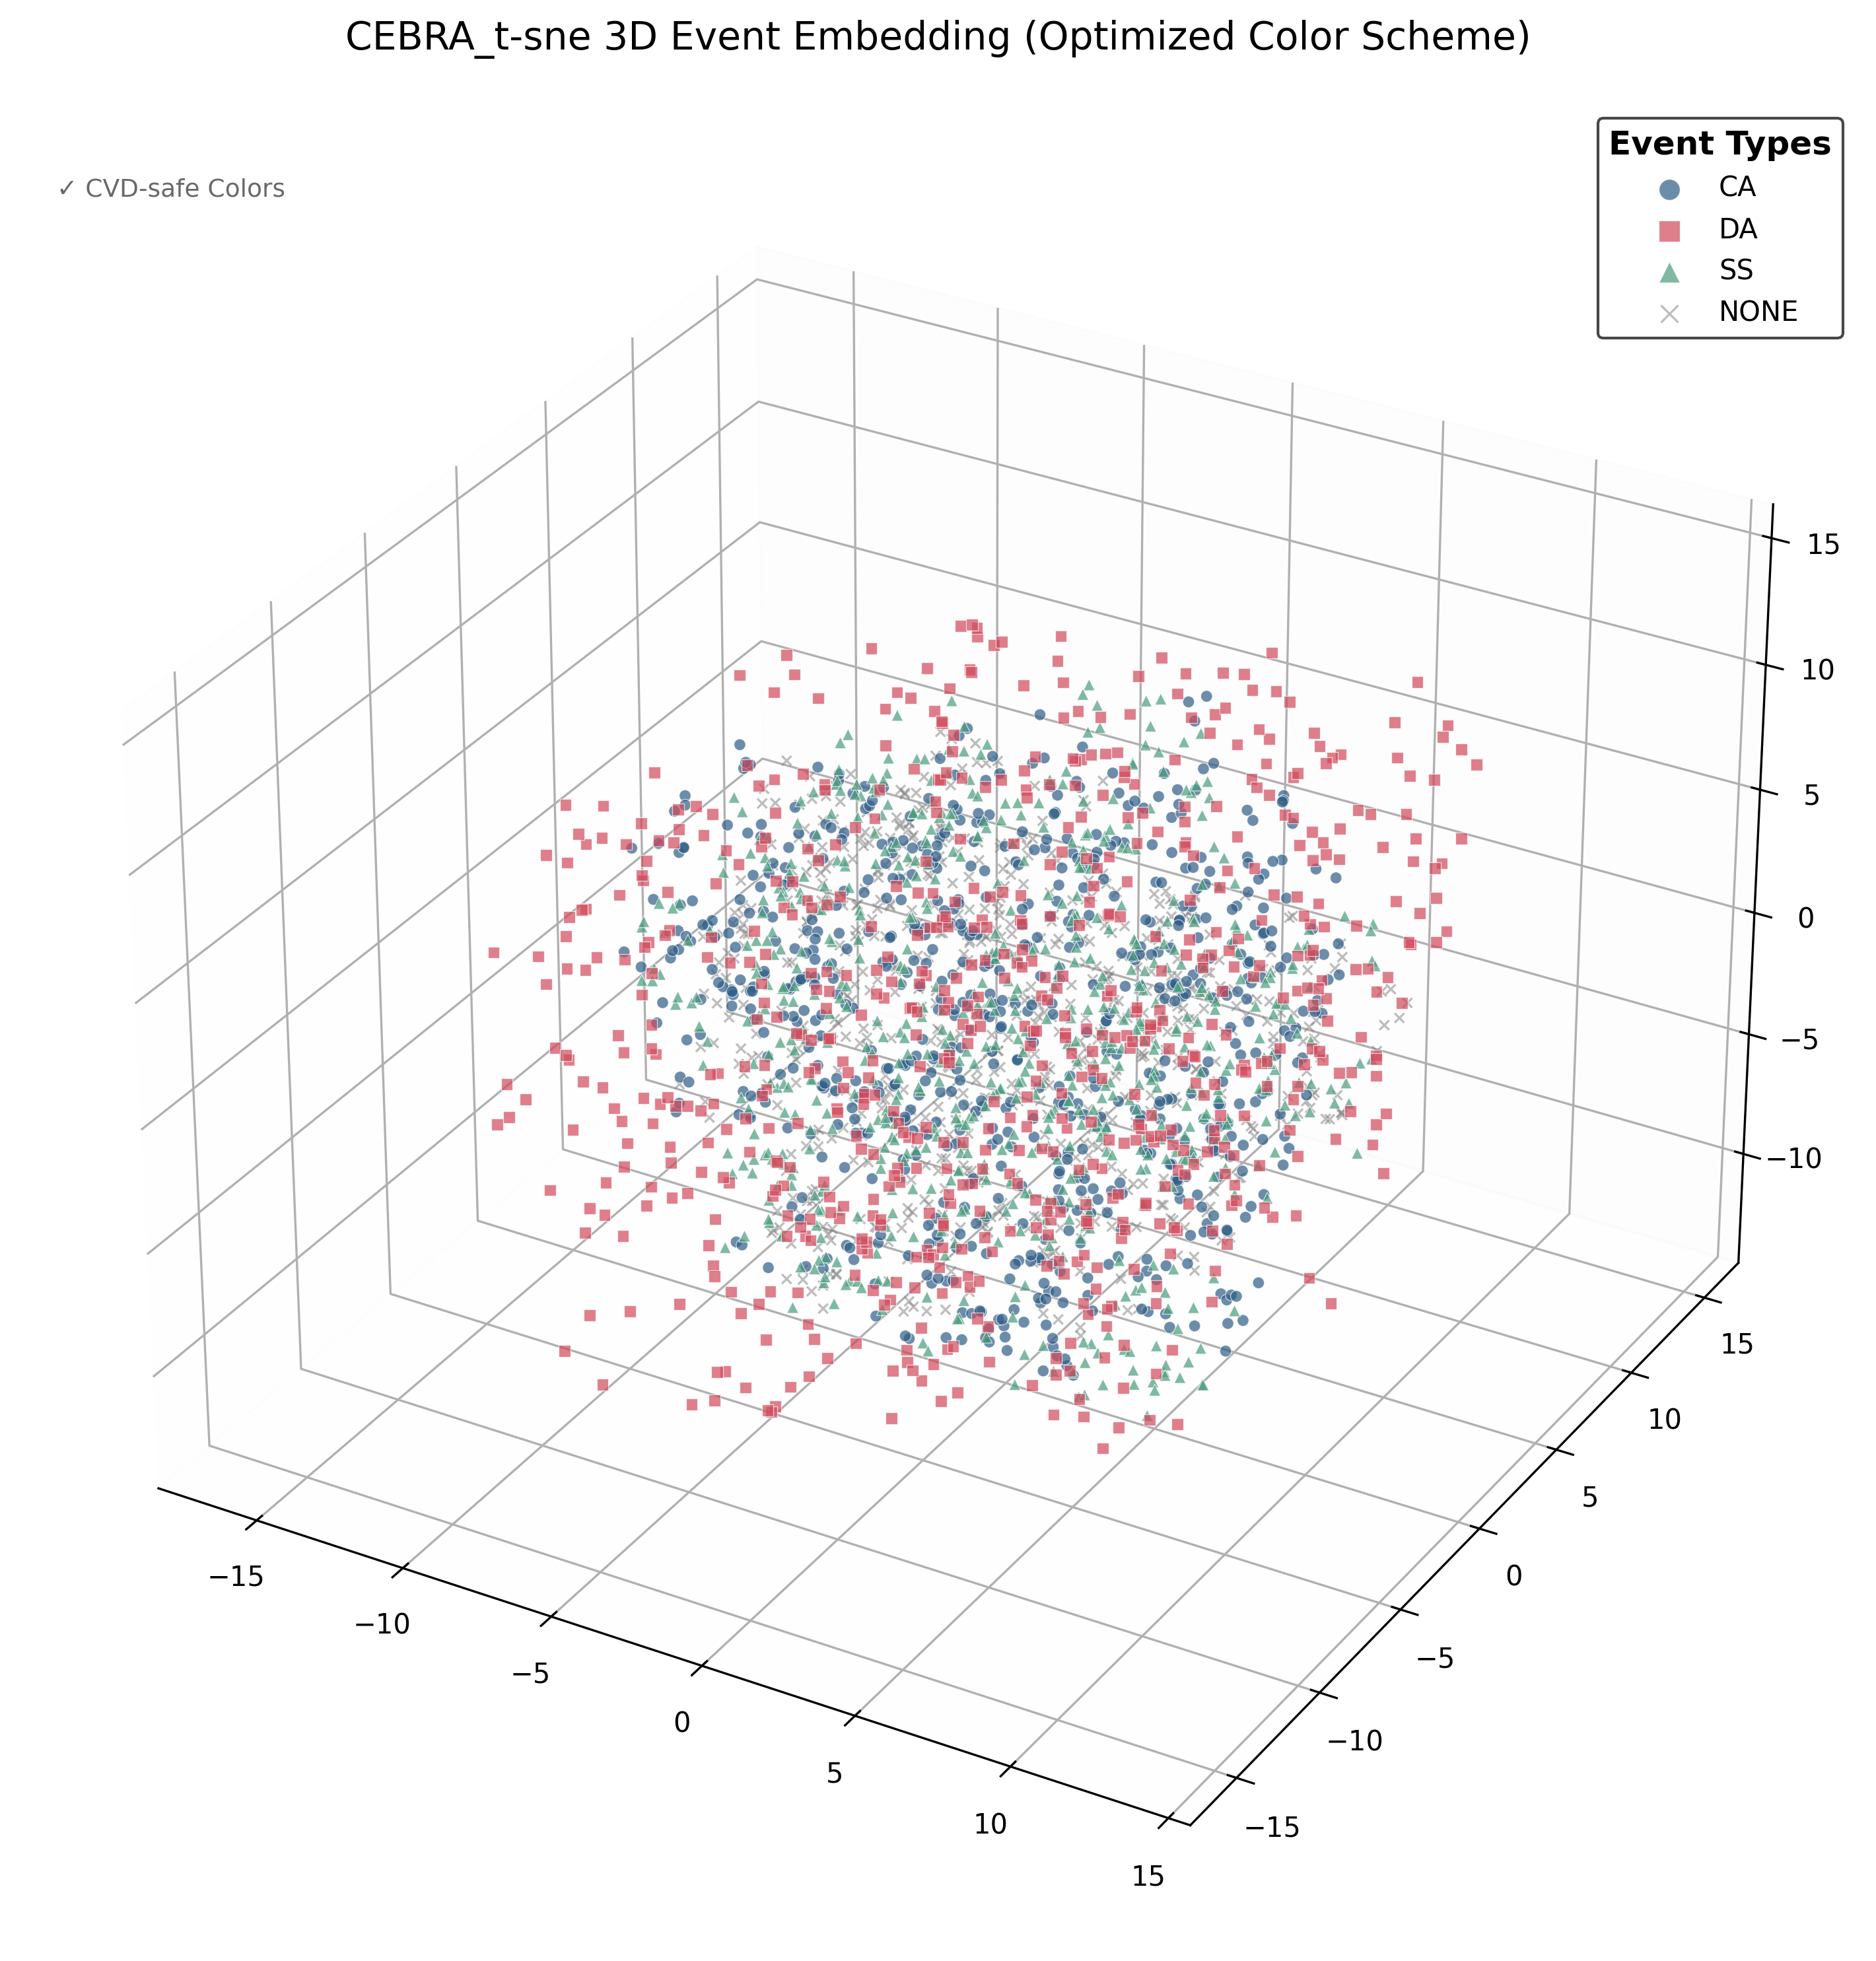 CEBRA_t-sne 3D Event Embedding (Optimized Color Scheme)
✓ CVD-safe Colors
Event Types
CA
DA
SS
NONE
15
10
5
0
−5
−10
15
10
5
0
−5
−10
−15
−15
−10
−5
0
5
10
15